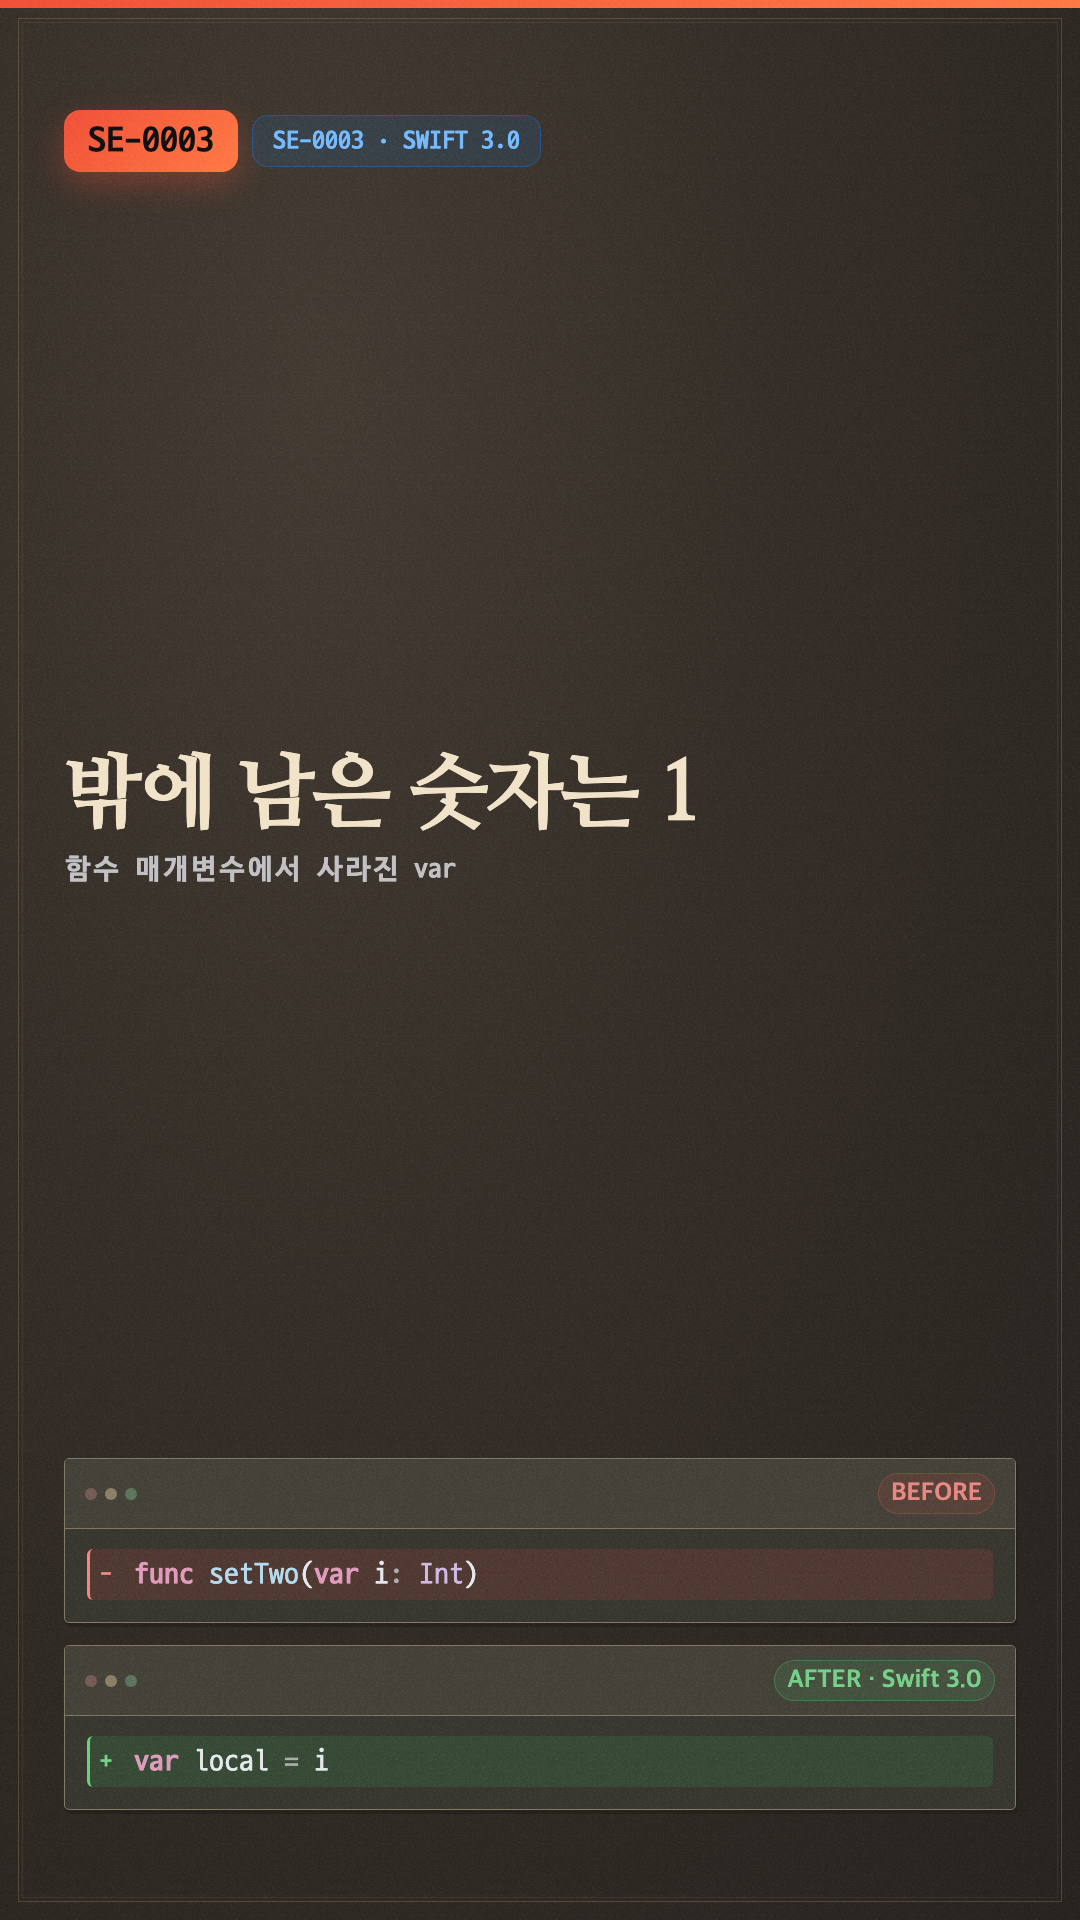 SE-0003
SE-0003 · SWIFT 3.0
밖에 남은 숫자는 1
함수 매개변수에서 사라진 var
BEFORE
- func setTwo(var i: Int)
AFTER · Swift 3.0
+ var local = i